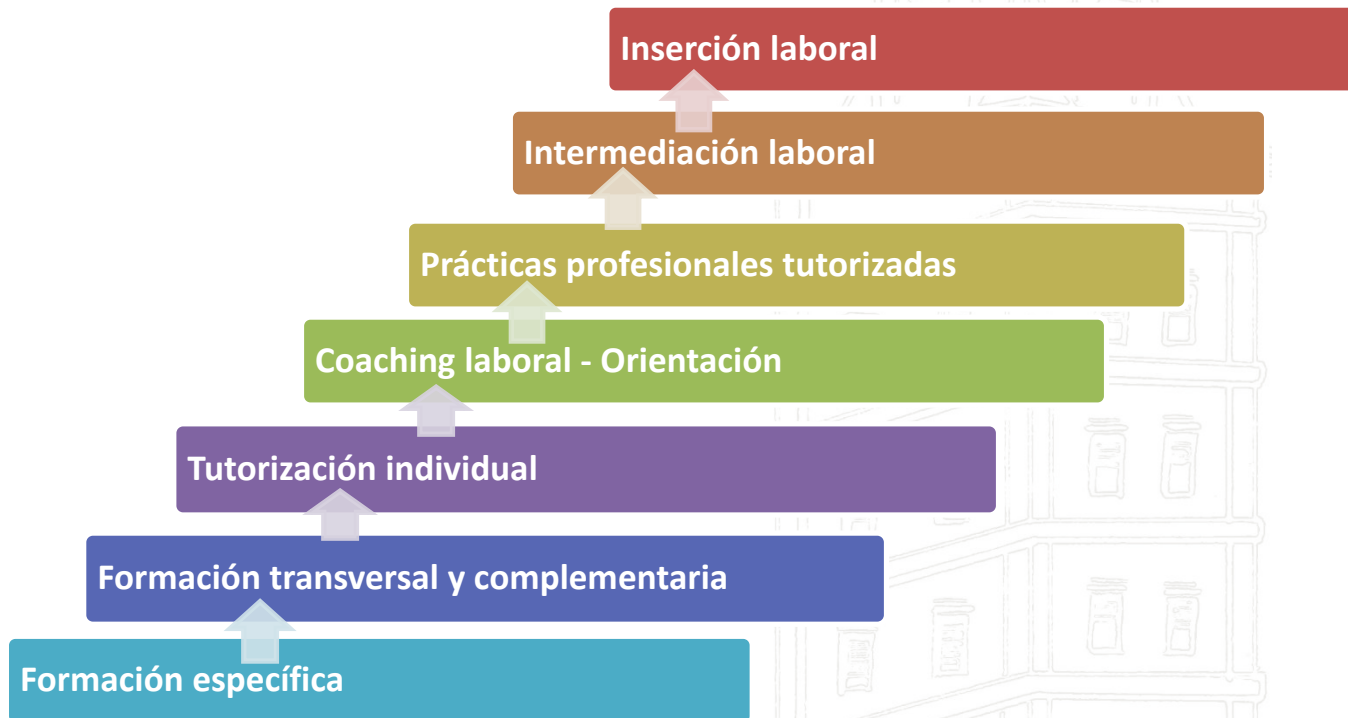 Inserción laboral
Intermediación laboral
Prácticas profesionales tutorizadas
Coaching laboral - Orientación
Tutorización individual
Formación transversal y complementaria
Formación específica